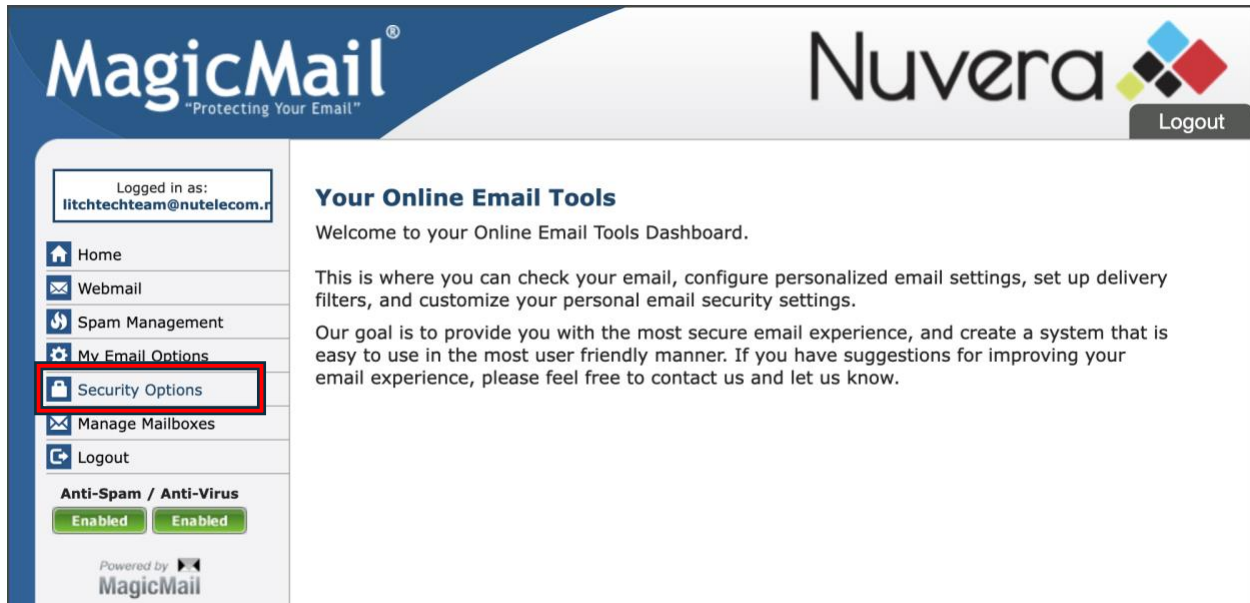 MagicMail®
"Protecting Your Email"
Nuvera
Logout
Logged in as:
litchtechteam@nutelecom.r
Home
Webmail
Spam Management
My Email Options
Security Options
Manage Mailboxes
Logout
Anti-Spam / Anti-Virus
Enabled Enabled
Powered by
MagicMail
Your Online Email Tools
Welcome to your Online Email Tools Dashboard.
This is where you can check your email, configure personalized email settings, set up delivery
filters, and customize your personal email security settings.
Our goal is to provide you with the most secure email experience, and create a system that is
easy to use in the most user friendly manner. If you have suggestions for improving your
email experience, please feel free to contact us and let us know.